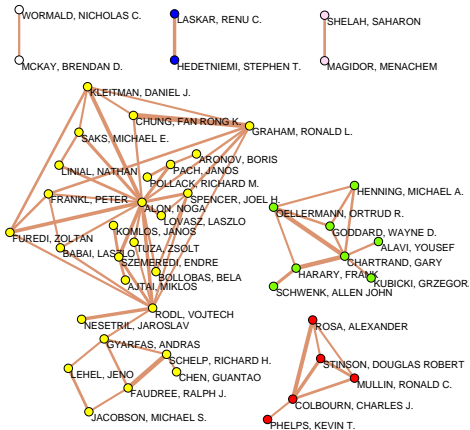 WORMALD, NICHOLAS C.
LASKAR, RENU C.
SHELAH, SAHARON
MCKAY, BRENDAN D.
HEDETNIEMI, STEPHEN T.
MAGIDOR, MENACHEM
KLEITMAN, DANIEL J.
CHUNG, FAN RONG K.
GRAHAM, RONALD L.
SAKS, MICHAEL E.
ARONOV, BORIS
LINIAL, NATHAN
PACH, JANOS
POLLACK, RICHARD M.
HENNING, MICHAEL A.
FRANKL, PETER
SPENCER, JOEL H.
ALON, NOGA
OELLERMANN, ORTRUD R.
LOVASZ, LASZLO
KOMLOS, JANOS
GODDARD, WAYNE D.
FUREDI, ZOLTAN
TUZA, ZSOLT
ALAVI, YOUSEF
BABAI, LASZLO
SZEMEREDI, ENDRE
CHARTRAND, GARY
BOLLOBAS, BELA
HARARY, FRANK
AJTAI, MIKLOS
KUBICKI, GRZEGOR
SCHWENK, ALLEN JOHN
RODL, VOJTECH
NESETRIL, JAROSLAV
ROSA, ALEXANDER
GYARFAS, ANDRAS
SCHELP, RICHARD H.
STINSON, DOUGLAS ROBERT
LEHEL, JENO
CHEN, GUANTAO
MULLIN, RONALD C.
FAUDREE, RALPH J.
COLBOURN, CHARLES J.
JACOBSON, MICHAEL S.
PHELPS, KEVIN T.